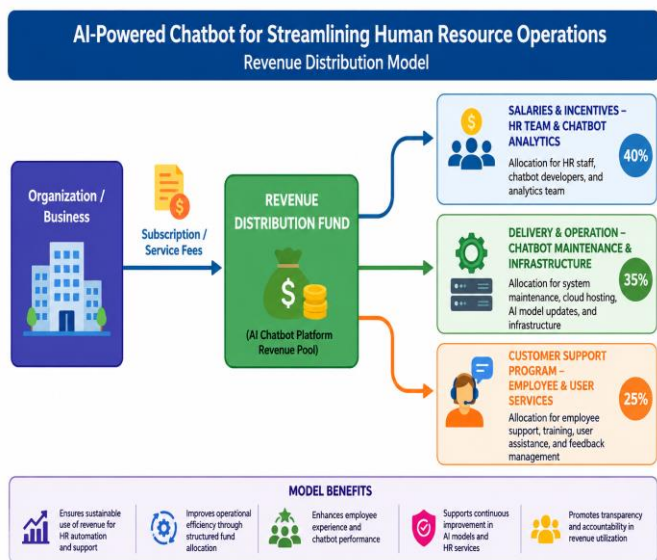 AI-Powered Chatbot for Streamlining Human Resource Operations
Revenue Distribution Model
Organization /
Business
$
Subscription /
Service Fees
REVENUE
DISTRIBUTION FUND
$
(AI Chatbot Platform
Revenue Pool)
$
SALARIES & INCENTIVES –
HR TEAM & CHATBOT
ANALYTICS
Allocation for HR staff,
chatbot developers, and
analytics team
40%
DELIVERY & OPERATION –
CHATBOT MAINTENANCE &
INFRASTRUCTURE
Allocation for system
maintenance, cloud hosting,
AI model updates, and
infrastructure
35%
CUSTOMER SUPPORT
PROGRAM –
EMPLOYEE & USER
SERVICES
Allocation for employee
support, training, user
assistance, and feedback
management
25%
MODEL BENEFITS
Ensures sustainable
use of revenue for
HR automation
and support
Improves operational
efficiency through
structured fund
allocation
Enhances employee
experience and
chatbot performance
Supports continuous
improvement in
AI models and
HR services
Promotes transparency
and accountability in
revenue utilization